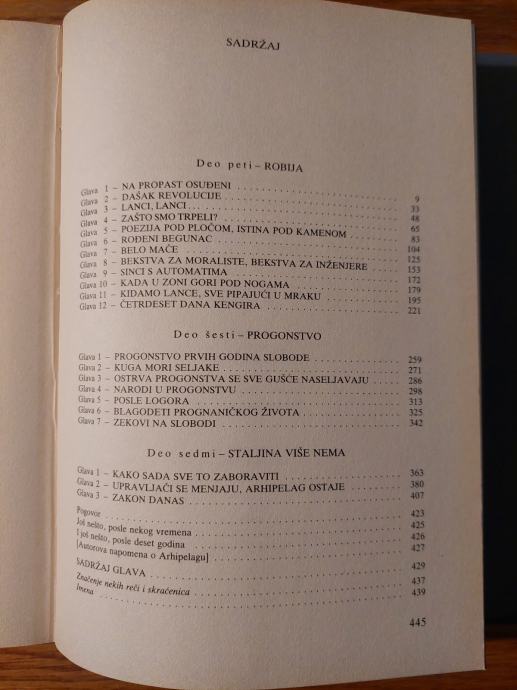 SADRŽAJ
Deo peti – ROBIJA
Glava 1 – NA PROPAST OSUĐENI . . . . . 9
Glava 2 – DAŠAK REVOLUCIJE . . . . . 33
Glava 3 – LANCI, LANCI . . . . . 48
Glava 4 – ZAŠTO SMO TRPELI? . . . . . 65
Glava 5 – POEZIJA POD PLOČOM, ISTINA POD KAMENOM . . . . . 83
Glava 6 – ROĐENI BEGUNAC . . . . . 104
Glava 7 – BELO MAČE . . . . . 125
Glava 8 – BEKSTVA ZA MORALISTE, BEKSTVA ZA INŽENJERE . . . . . 153
Glava 9 – SINCI S AUTOMATIMA . . . . . 172
Glava 10 – KADA U ZONI GORI POD NOGAMA . . . . . 179
Glava 11 – KIDAMO LANCE, SVE PIPAJUĆI U MRAKU . . . . . 195
Glava 12 – ČETRDESET DANA KENGIRA . . . . . 221
Deo šesti – PROGONSTVO
Glava 1 – PROGONSTVO PRVIH GODINA SLOBODE . . . . . 259
Glava 2 – KUGA MORI SELJAKE . . . . . 271
Glava 3 – OSTRVA PROGONSTVA SE SVE GUŠĆE NASELJAVAJU . . . . . 286
Glava 4 – NARODI U PROGONSTVU . . . . . 298
Glava 5 – POSLE LOGORA . . . . . 313
Glava 6 – BLAGODETI PROGNANIČKOG ŽIVOTA . . . . . 325
Glava 7 – ZEKOVI NA SLOBODI . . . . . 342
Deo sedmi – STALJINA VIŠE NEMA
Glava 1 – KAKO SADA SVE TO ZABORAVITI . . . . . 363
Glava 2 – UPRAVLJAČI SE MENJAJU, ARHIPELAG OSTAJE . . . . . 380
Glava 3 – ZAKON DANAS . . . . . 407
Pogovor . . . . . 423
Još nešto, posle nekog vremena . . . . . 425
I još nešto, posle deset godina . . . . . 426
[Autorova napomena o Arhipelagu] . . . . . 427
SADRŽAJ GLAVA . . . . . 429
Značenje nekih reči i skraćenica . . . . . 437
Imena . . . . . 439
445